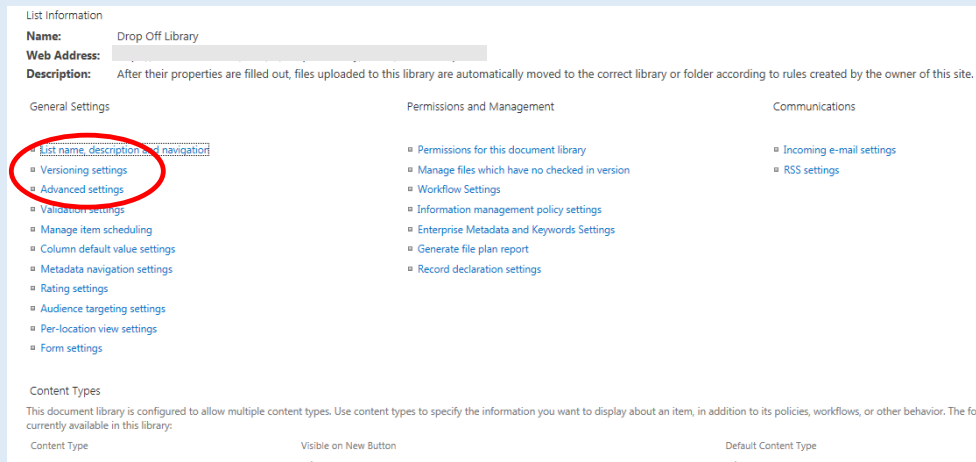 List Information
Name: Drop Off Library
Web Address:
Description: After their properties are filled out, files uploaded to this library are automatically moved to the correct library or folder according to rules created by the owner of this site.
General Settings Permissions and Management Communications
List name, description and navigation Permissions for this document library Incoming e-mail settings
Versioning settings Manage files which have no checked in version RSS settings
Advanced settings Workflow Settings
Validation settings Information management policy settings
Manage item scheduling Enterprise Metadata and Keywords Settings
Column default value settings Generate file plan report
Metadata navigation settings Record declaration settings
Rating settings
Audience targeting settings
Per-location view settings
Form settings
Content Types
This document library is configured to allow multiple content types. Use content types to specify the information you want to display about an item, in addition to its policies, workflows, or other behavior. The fo
currently available in this library:
Content Type Visible on New Button Default Content Type